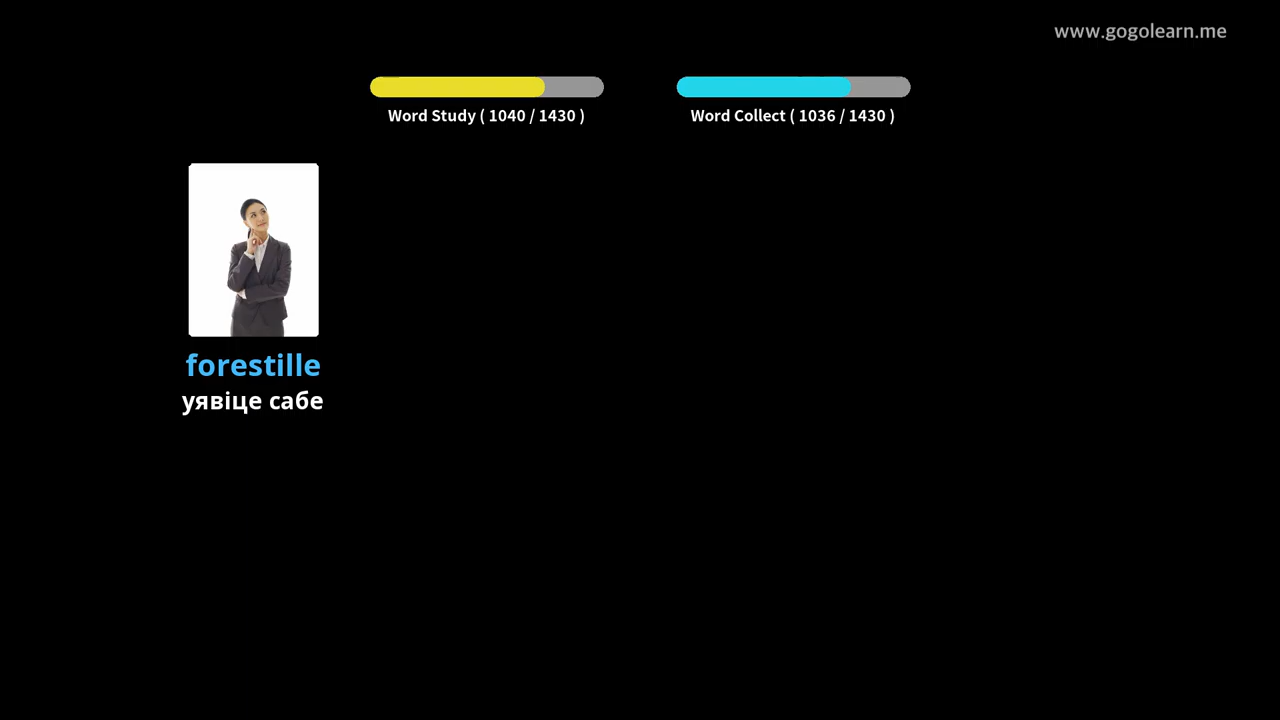 www.gogolearn.me
Word Study ( 1040 / 1430 )
Word Collect ( 1036 / 1430 )
forestille
уявіце сабе